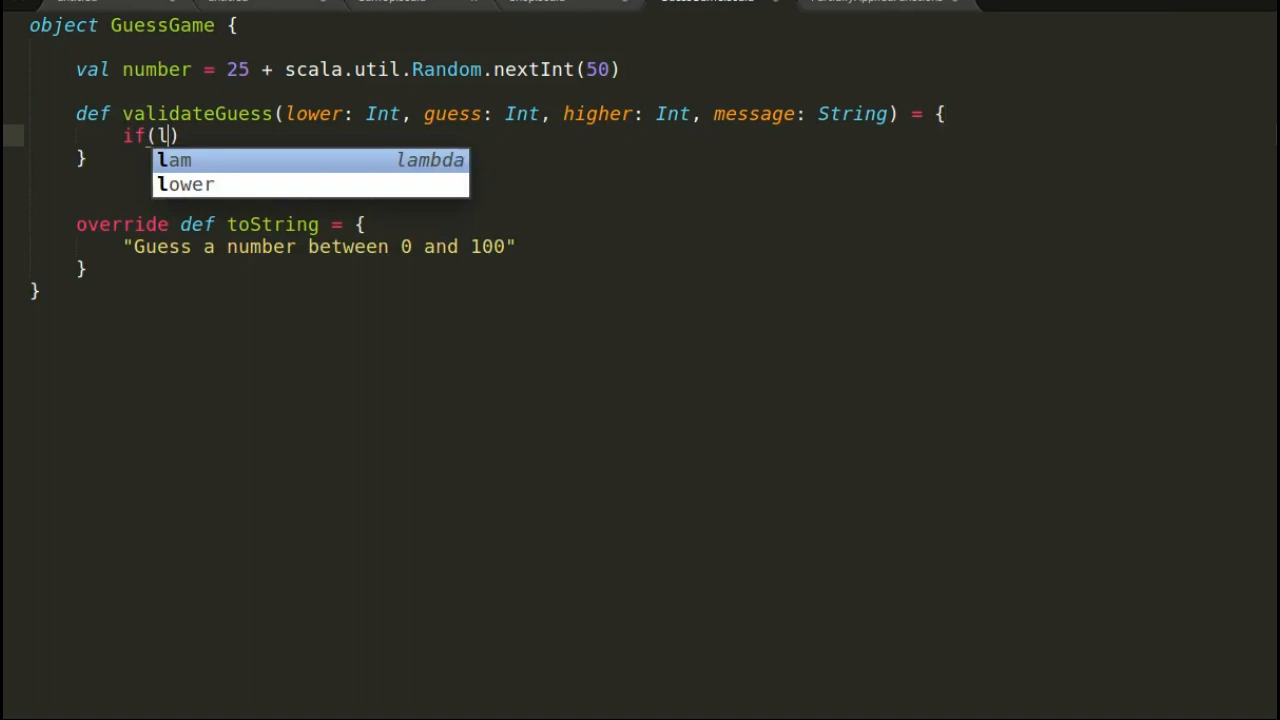 object GuessGame {
val number = 25 + scala.util.Random.nextInt(50)
def validateGuess(lower: Int, guess: Int, higher: Int, message: String) = {
if(l)
lam lambda
}
lower
override def toString = {
"Guess a number between 0 and 100"
}
}